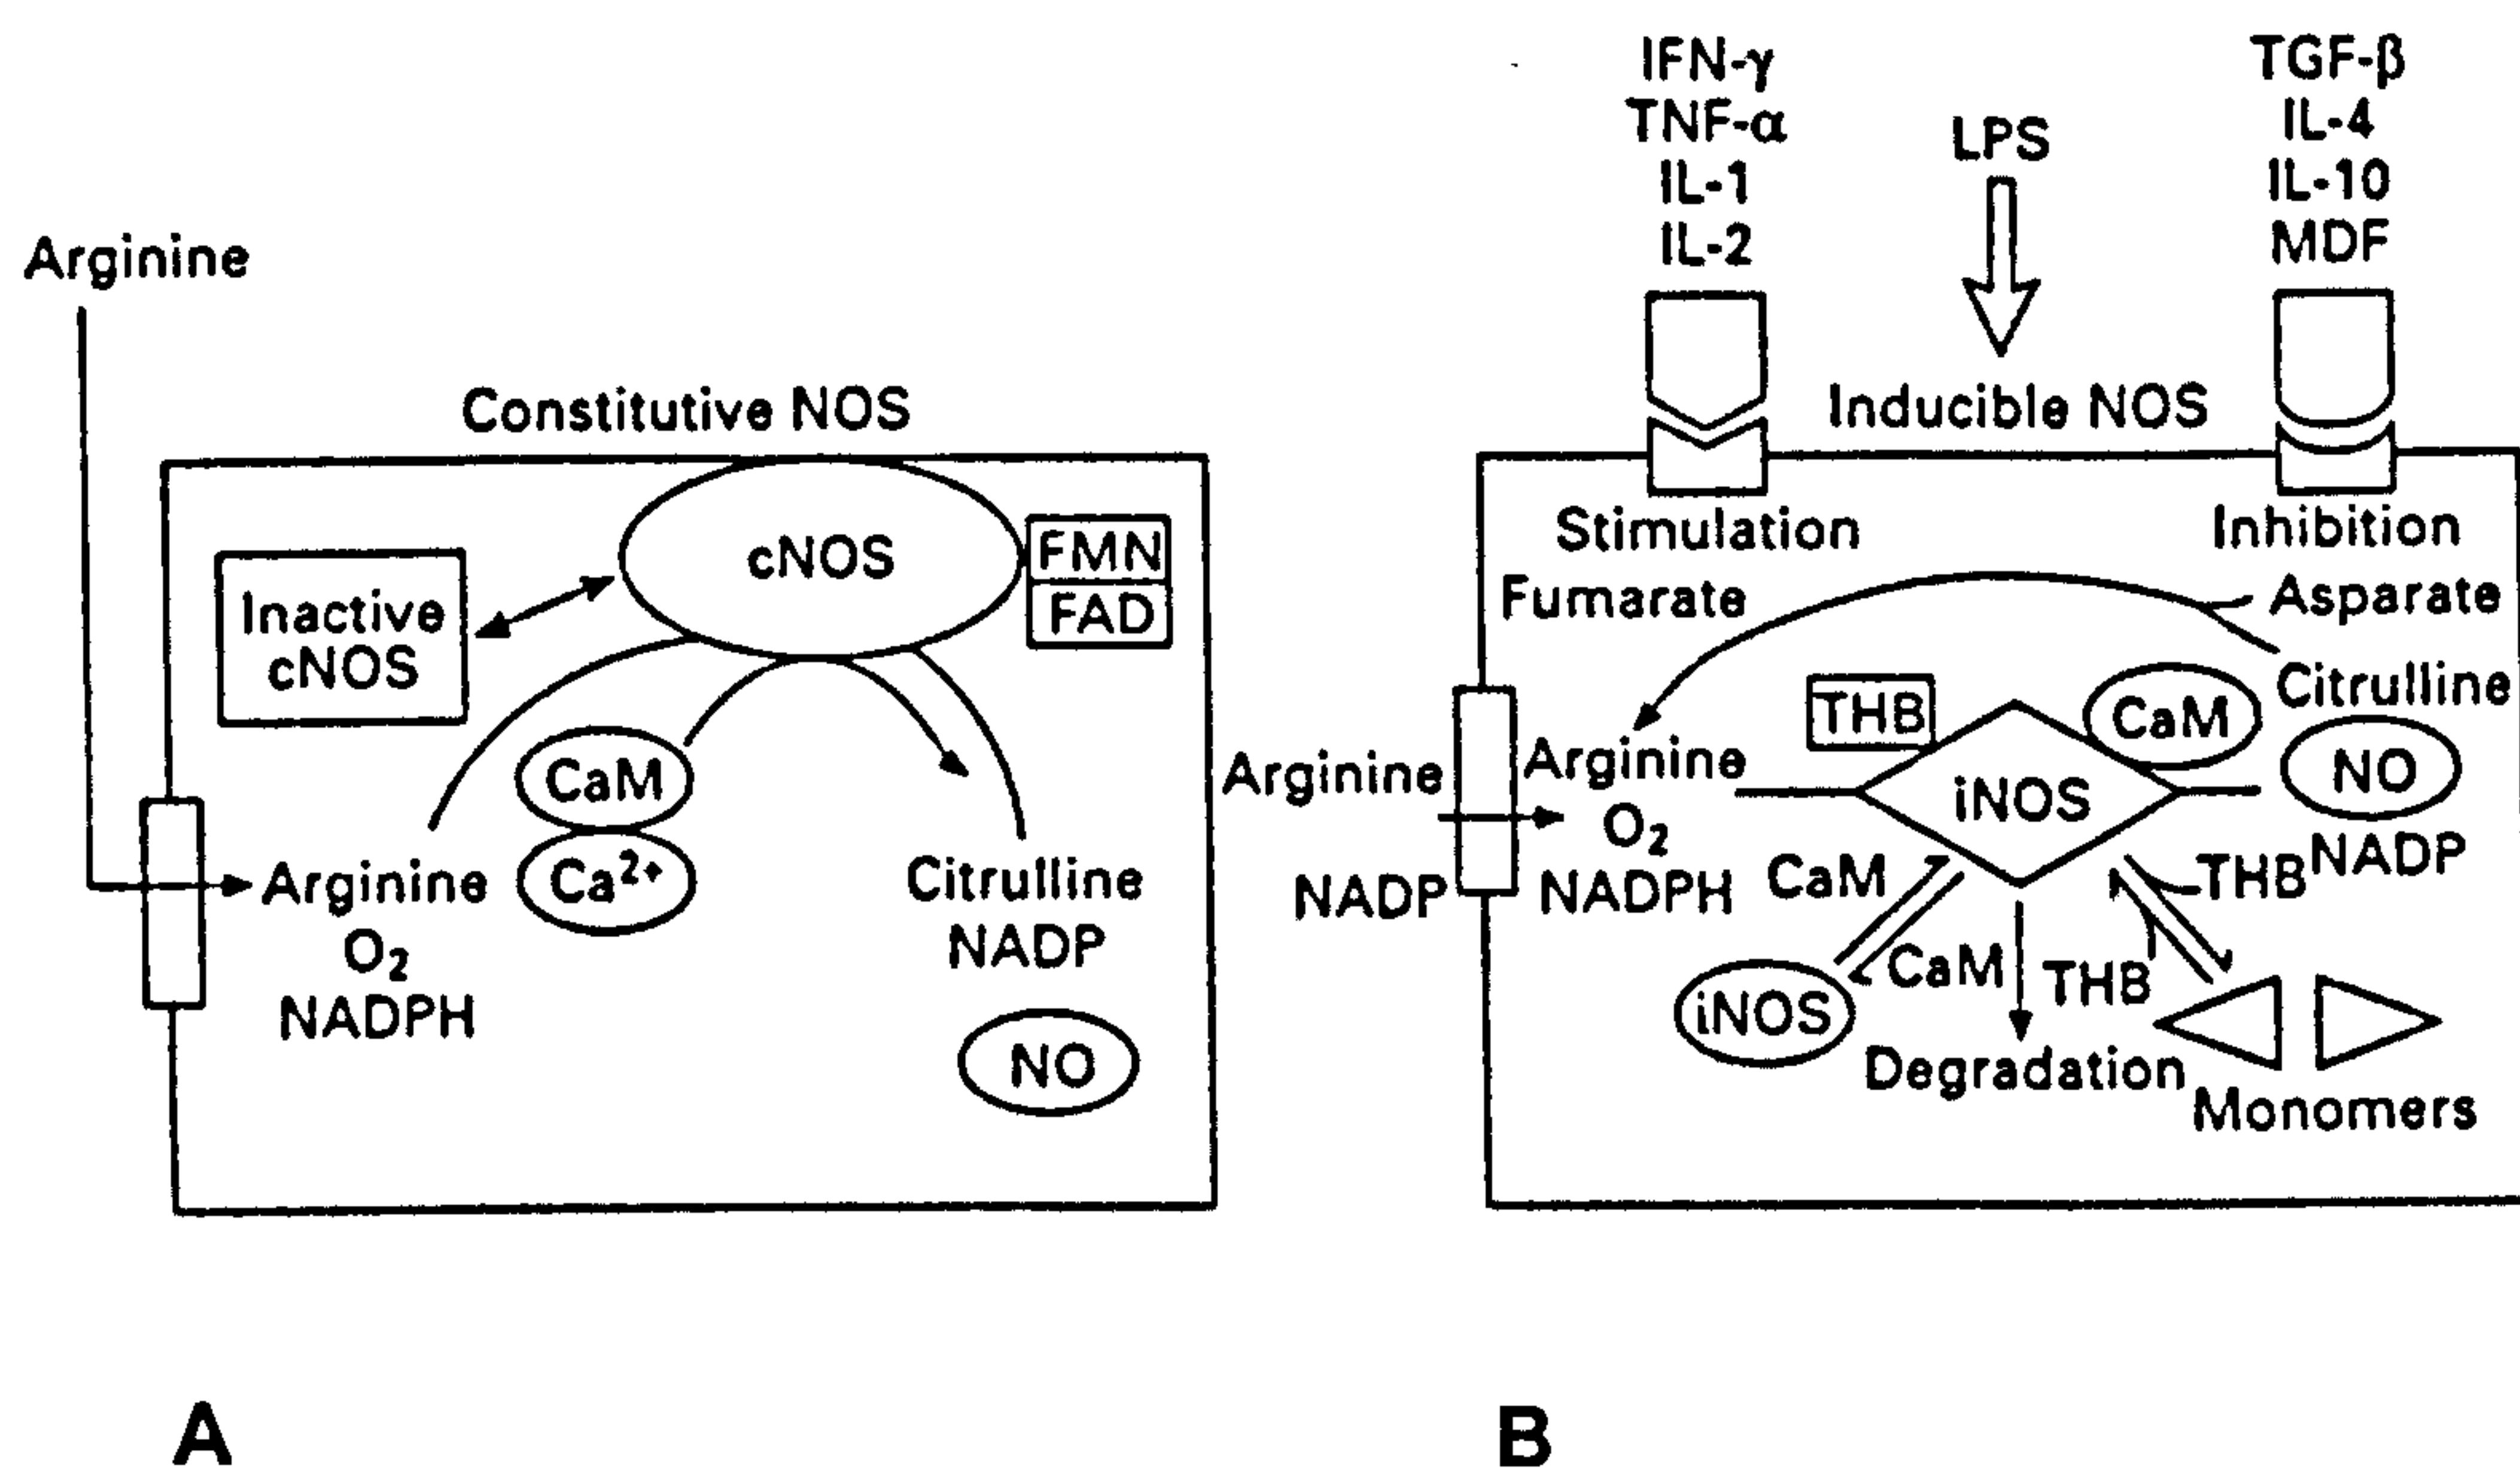 Arginine
Constitutive NOS
cNOS
FMN
FAD
Inactive
cNOS
CaM
Ca²⁺
Arginine
O₂
NADPH
Citrulline
NADP
NO
A
IFN-γ
TNF-α
IL-1
IL-2
LPS
TGF-β
IL-4
IL-10
MDF
Inducible NOS
Stimulation
Inhibition
Fumarate
Asparate
Citrulline
THB
CaM
Arginine
Arginine
iNOS
NO
O₂
NADP
NADPH
CaM
THB
NADP
iNOS
CaM
THB
Degradation
Monomers
B